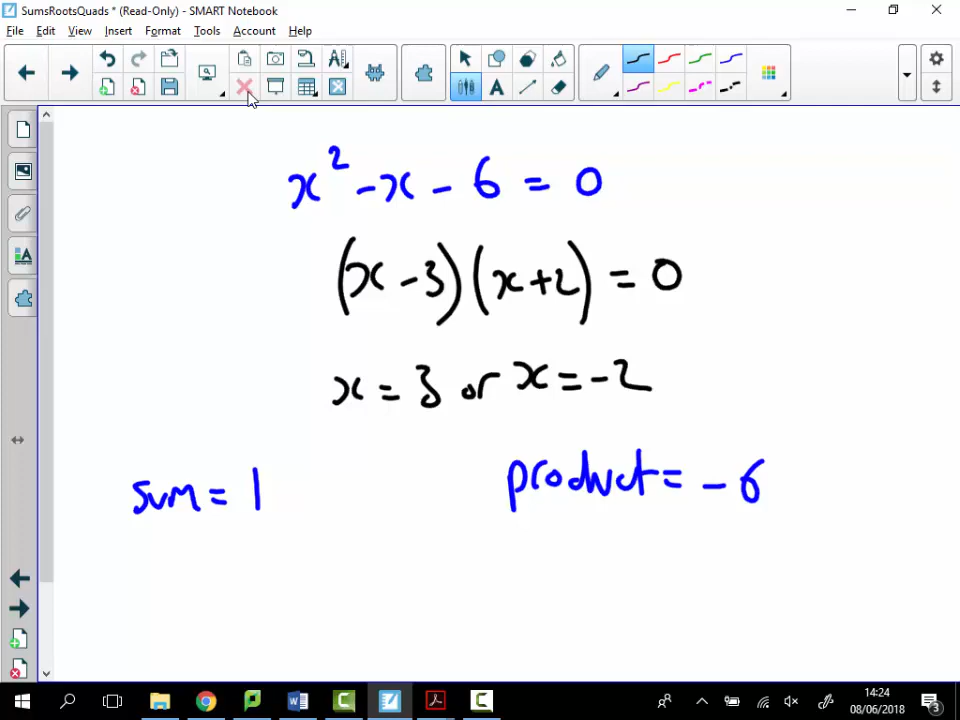 SumsRootsQuads * (Read-Only) - SMART Notebook
File Edit View Insert Format Tools Account Help
x² - x - 6 = 0
(x - 3)(x + 2) = 0
x = 3 or x = -2
sum = 1 product = -6
14:24
08/06/2018
3